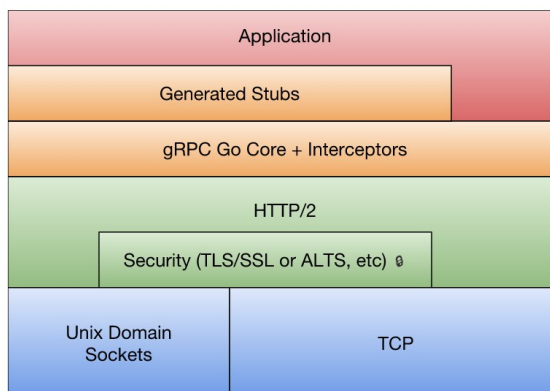 Application
Generated Stubs
gRPC Go Core + Interceptors
HTTP/2
Security (TLS/SSL or ALTS, etc) 🔒
Unix Domain
Sockets
TCP